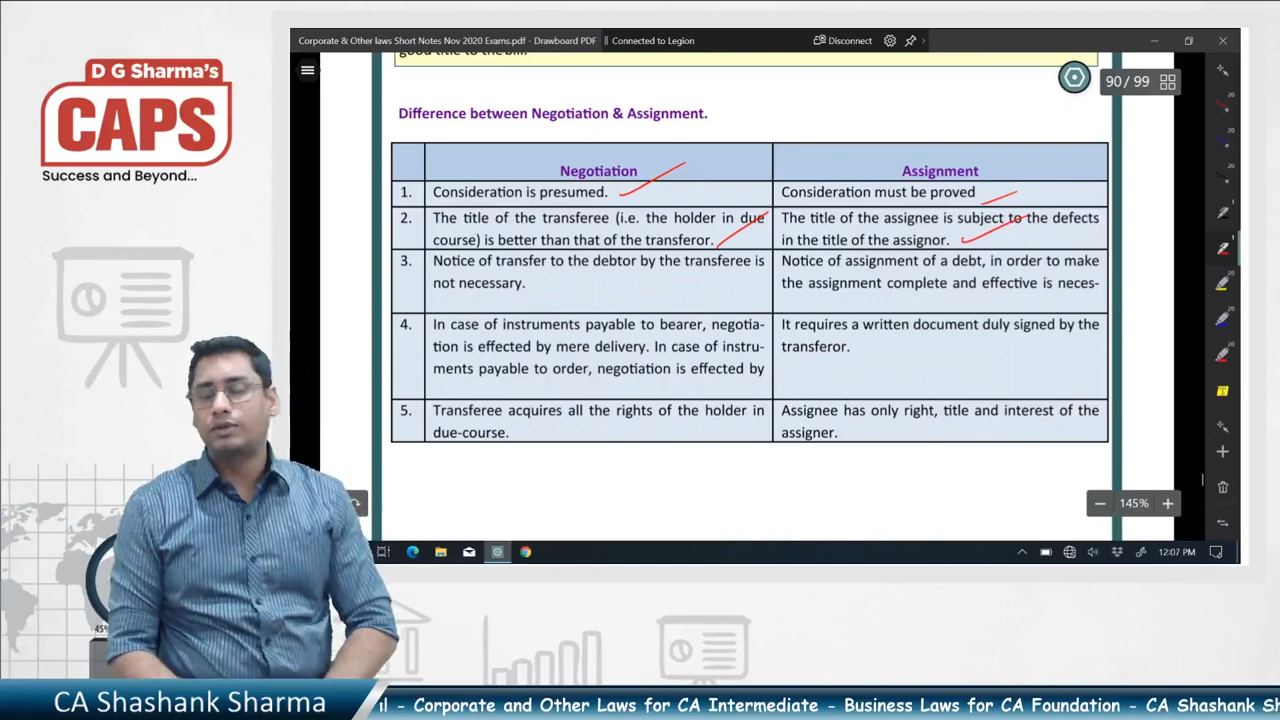 D G Sharma's
CAPS
Success and Beyond...
Corporate & Other laws Short Notes Nov 2020 Exams.pdf - Drawboard PDF
Connected to Legion
Disconnect
good title to the bill.
90 / 99
Difference between Negotiation & Assignment.
Negotiation
Assignment
1. Consideration is presumed.
Consideration must be proved
2. The title of the transferee (i.e. the holder in due
course) is better than that of the transferor.
The title of the assignee is subject to the defects
in the title of the assignor.
3. Notice of transfer to the debtor by the transferee is
not necessary.
Notice of assignment of a debt, in order to make
the assignment complete and effective is neces-
4. In case of instruments payable to bearer, negotia-
tion is effected by mere delivery. In case of instru-
ments payable to order, negotiation is effected by
It requires a written document duly signed by the
transferor.
5. Transferee acquires all the rights of the holder in
due-course.
Assignee has only right, title and interest of the
assigner.
145%
12:07 PM
45%
CA Shashank Sharma
il - Corporate and Other Laws for CA Intermediate - Business Laws for CA Foundation - CA Shashank S